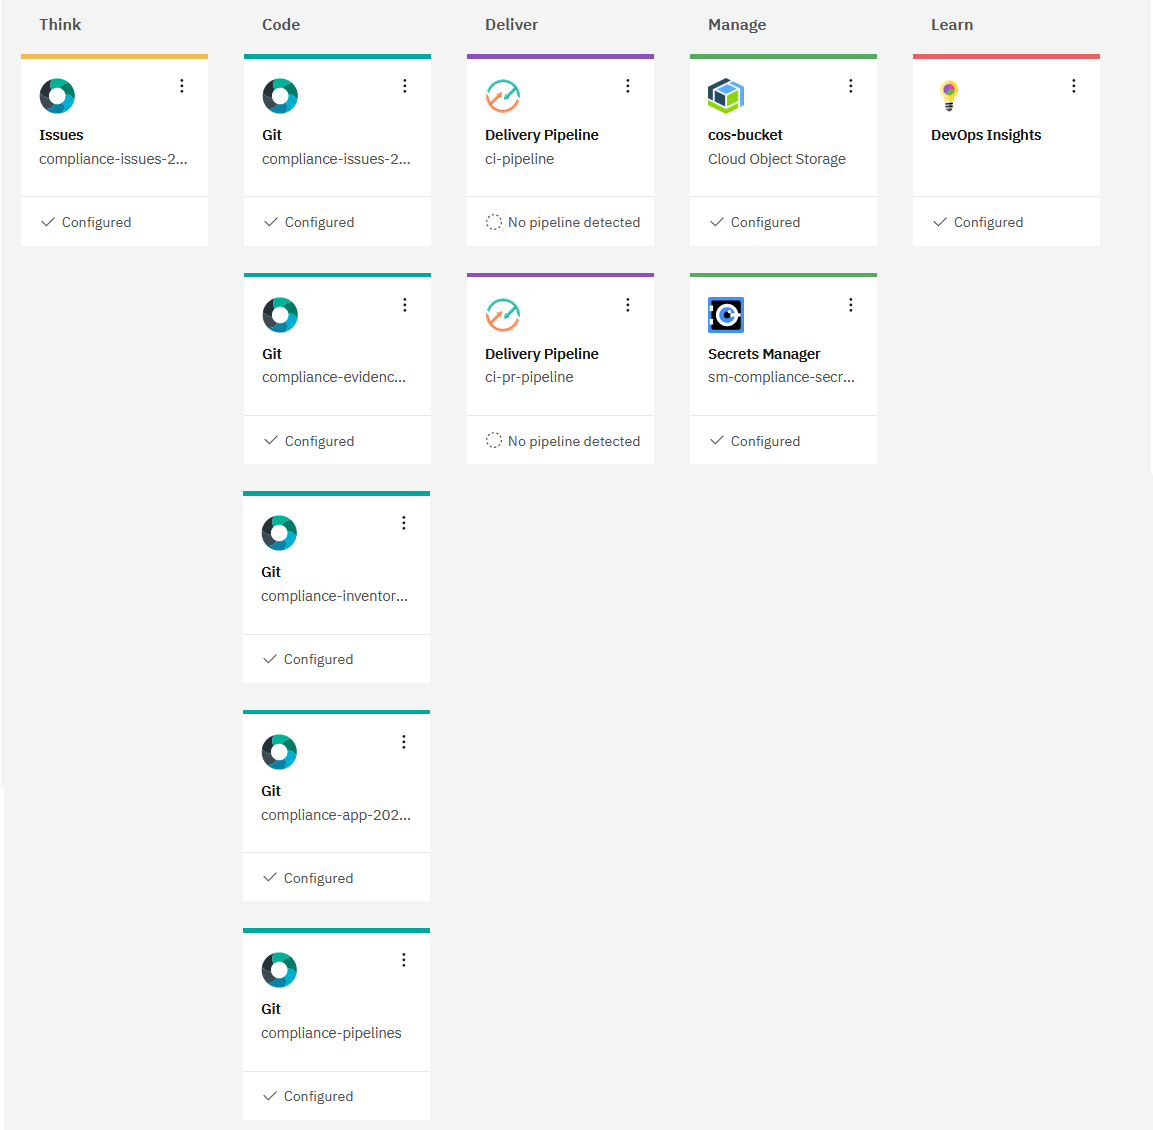 Think
Code
Deliver
Manage
Learn
Issues
compliance-issues-2...
Configured
Git
compliance-issues-2...
Configured
Delivery Pipeline
ci-pipeline
No pipeline detected
cos-bucket
Cloud Object Storage
Configured
DevOps Insights
Configured
Git
compliance-evidenc...
Configured
Delivery Pipeline
ci-pr-pipeline
No pipeline detected
Secrets Manager
sm-compliance-secr...
Configured
Git
compliance-inventor...
Configured
Git
compliance-app-202...
Configured
Git
compliance-pipelines
Configured